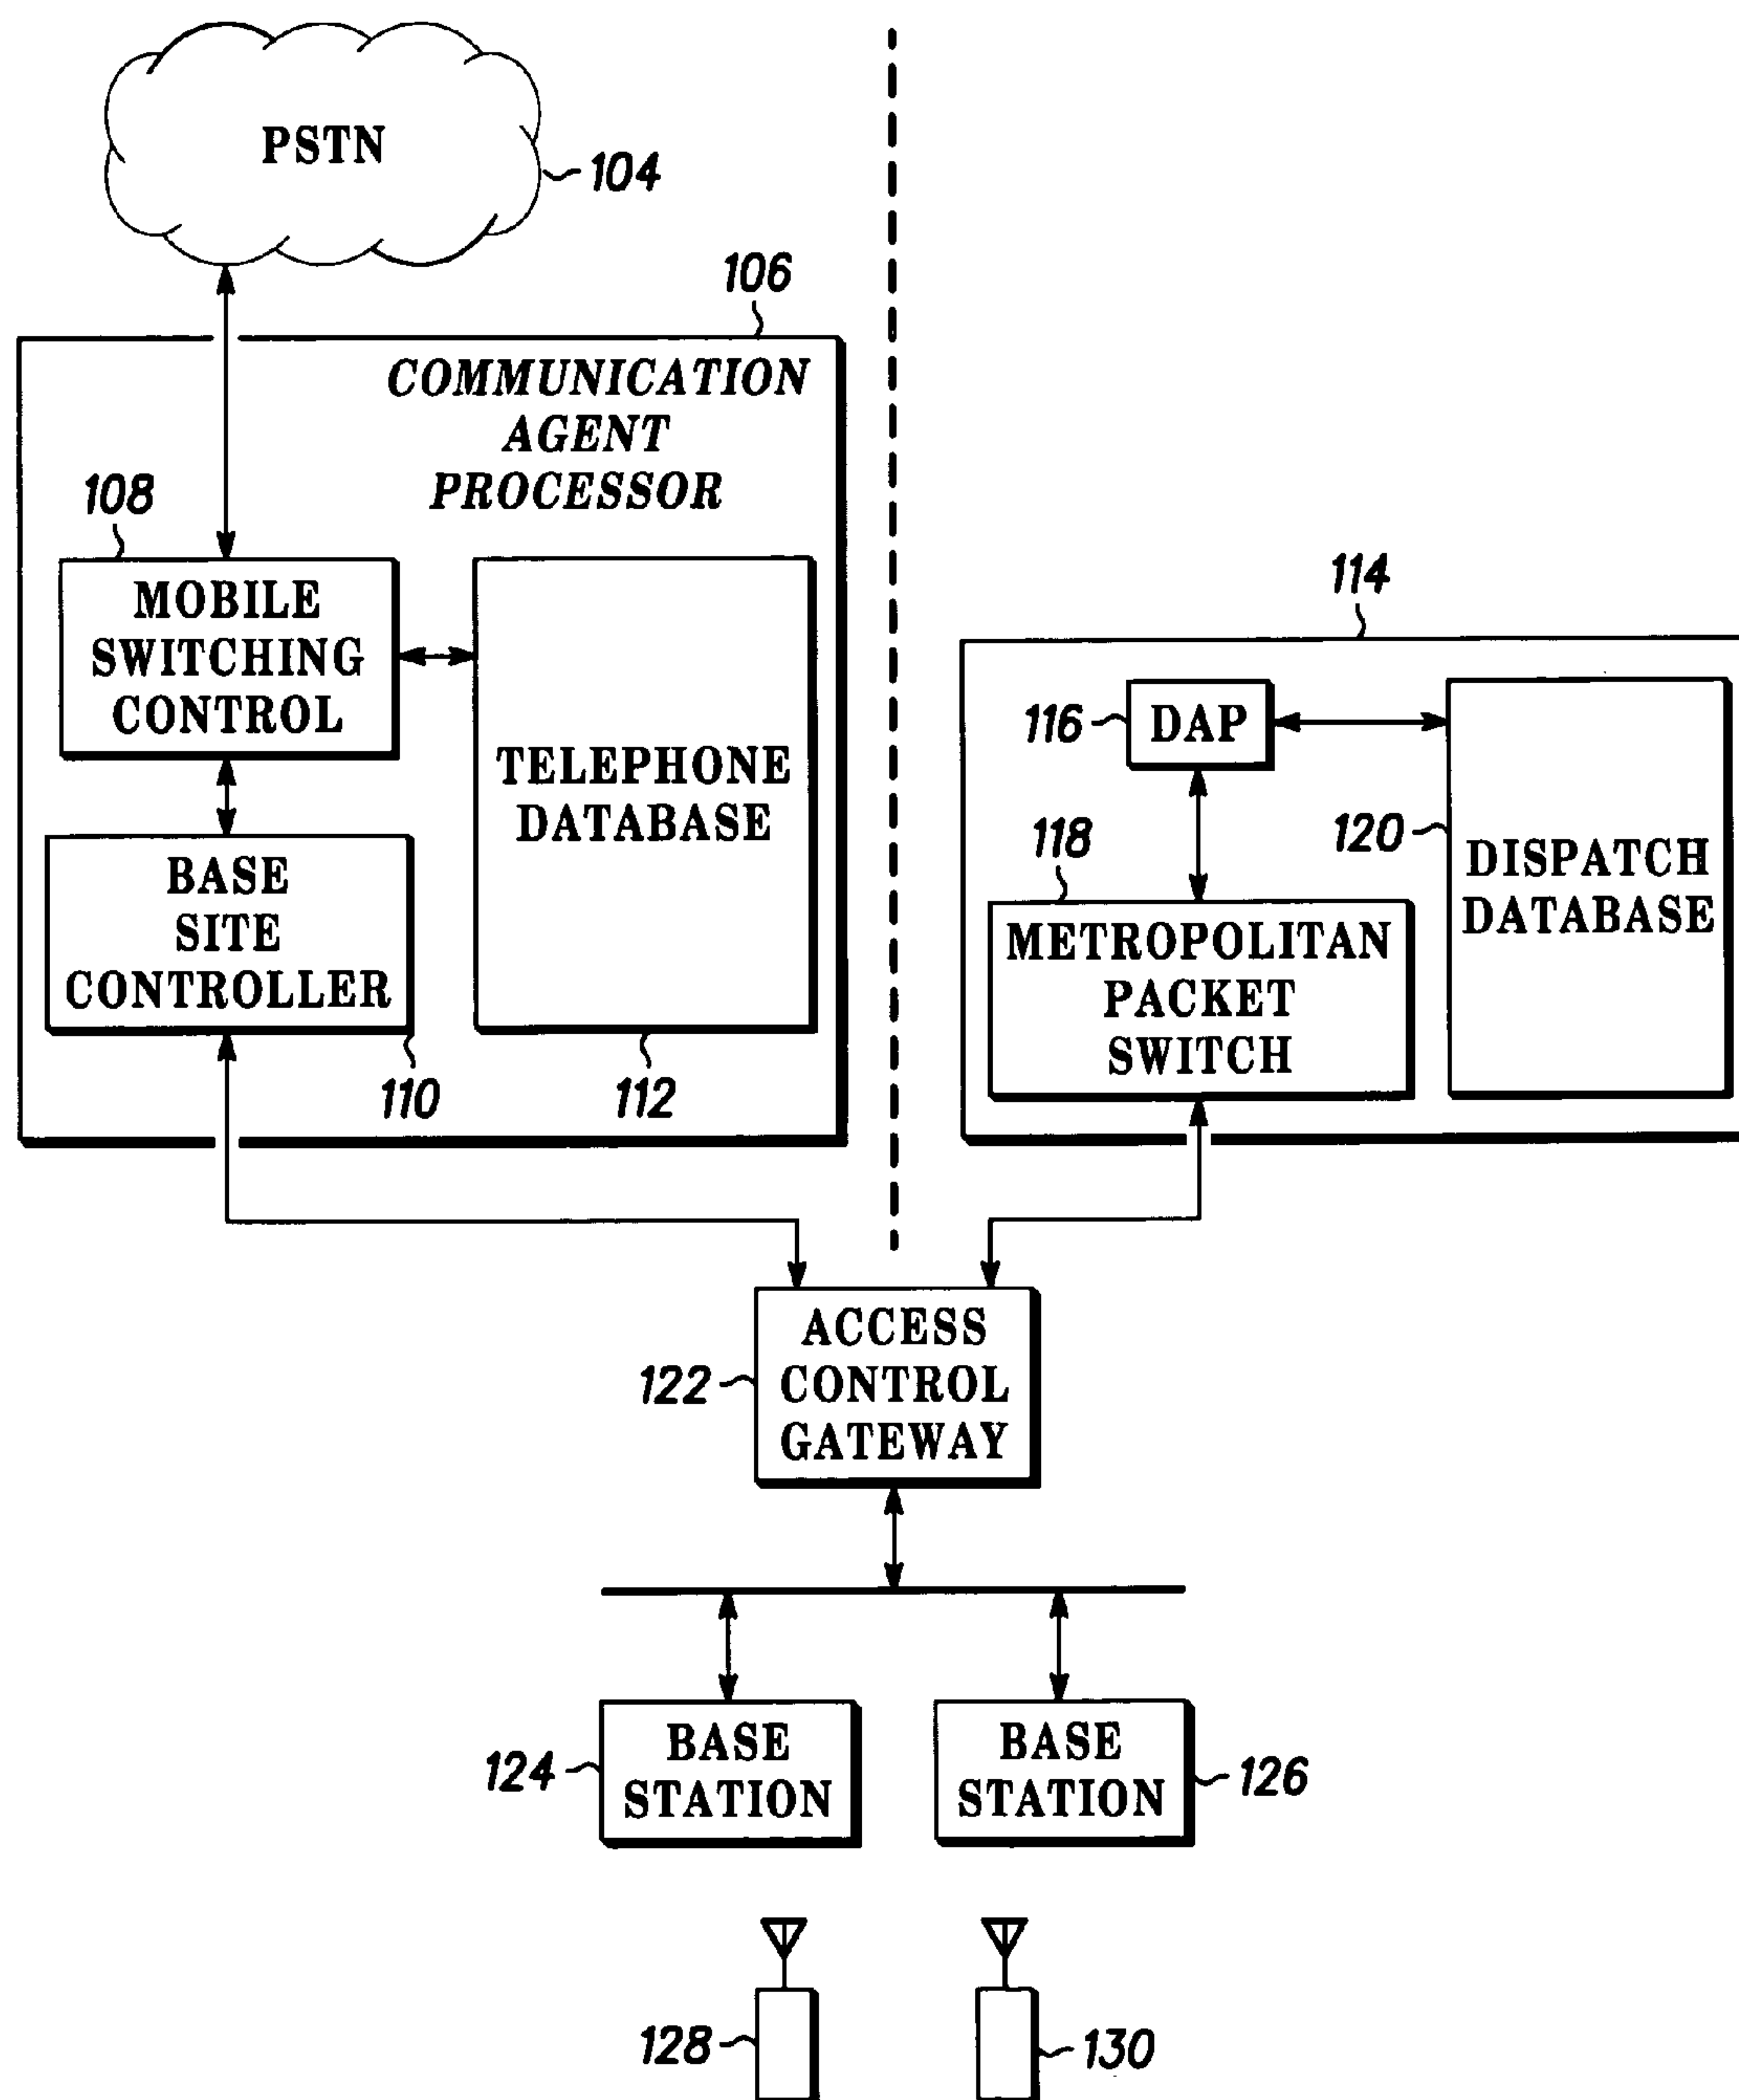 PSTN
104
106
COMMUNICATION
AGENT
PROCESSOR
108
MOBILE
SWITCHING
CONTROL
TELEPHONE
DATABASE
BASE
SITE
CONTROLLER
110
112
114
116
DAP
118
120
DISPATCH
DATABASE
METROPOLITAN
PACKET
SWITCH
122
ACCESS
CONTROL
GATEWAY
124
BASE
STATION
BASE
STATION
126
128
130